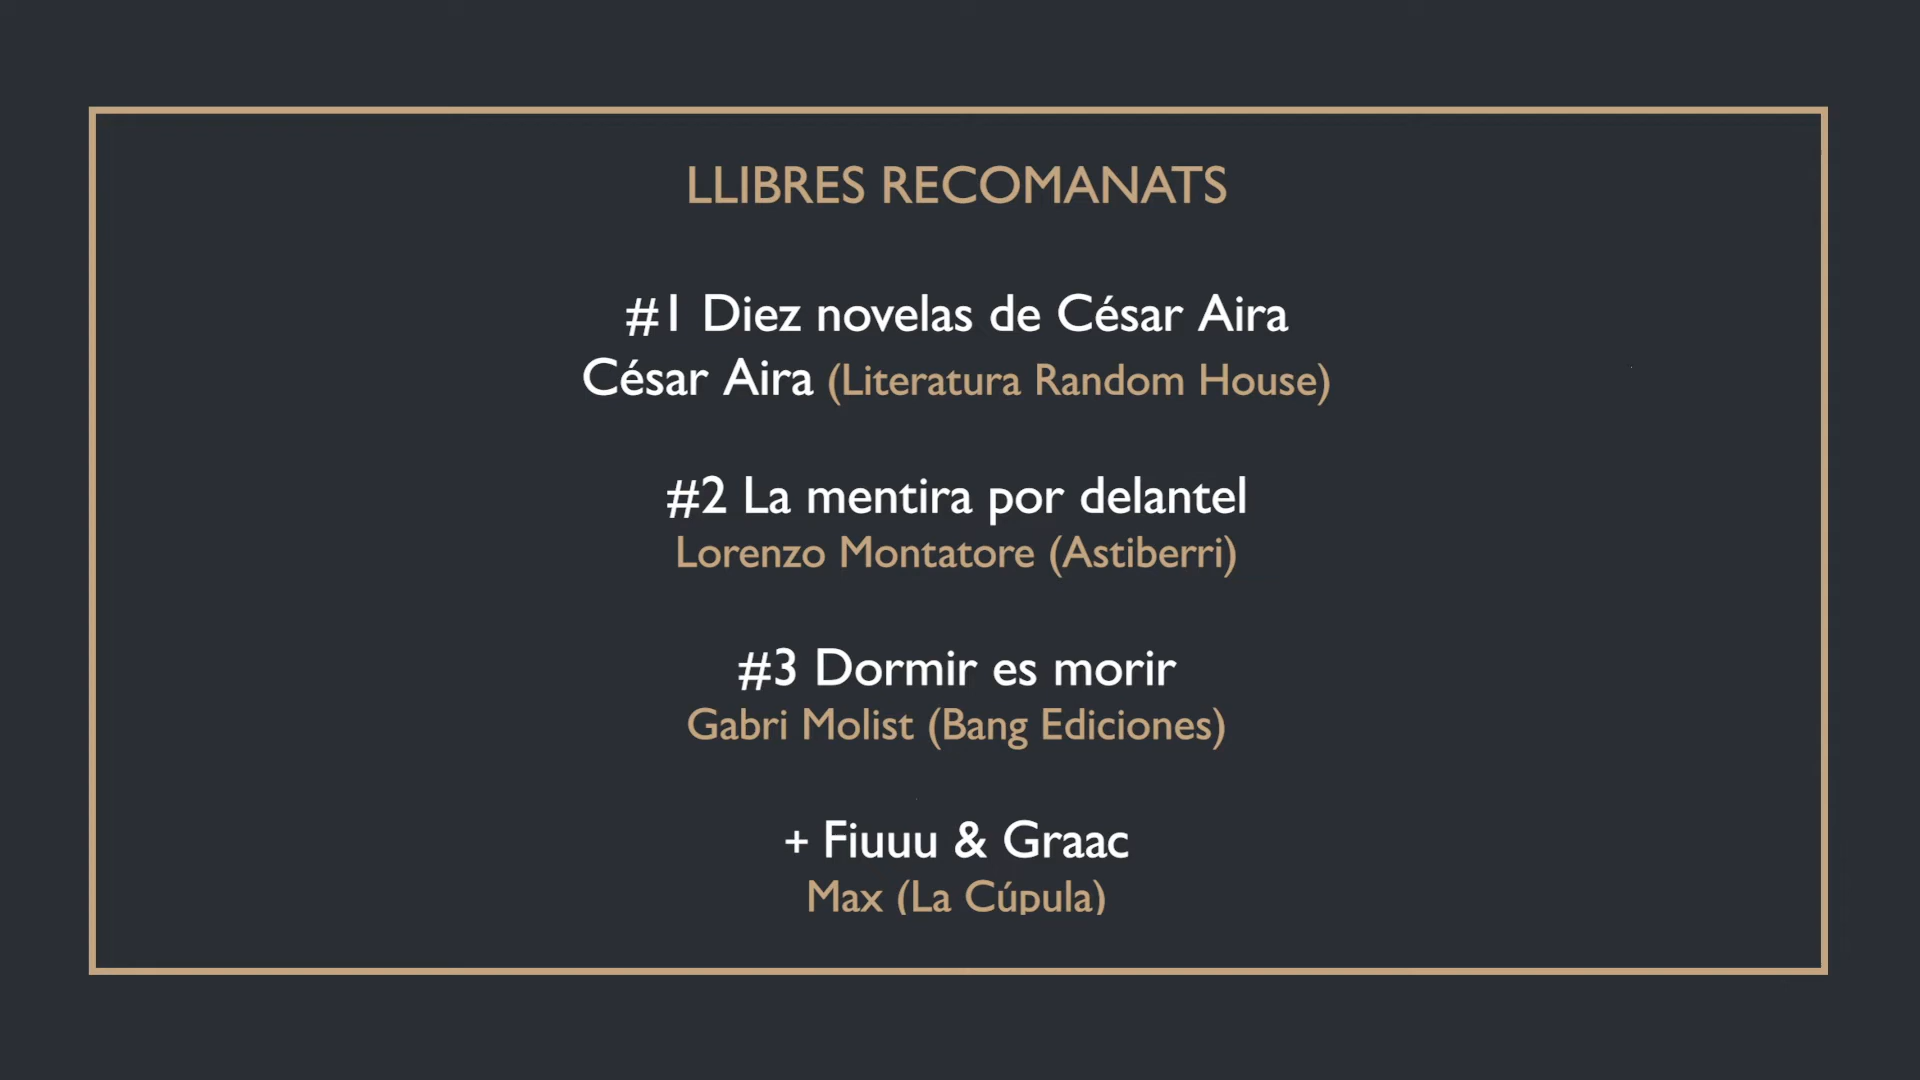 LLIBRES RECOMANATS
#1 Diez novelas de César Aira
César Aira (Literatura Random House)
#2 La mentira por delantel
Lorenzo Montatore (Astiberri)
#3 Dormir es morir
Gabri Molist (Bang Ediciones)
+ Fiuuu & Graac
Max (La Cúpula)